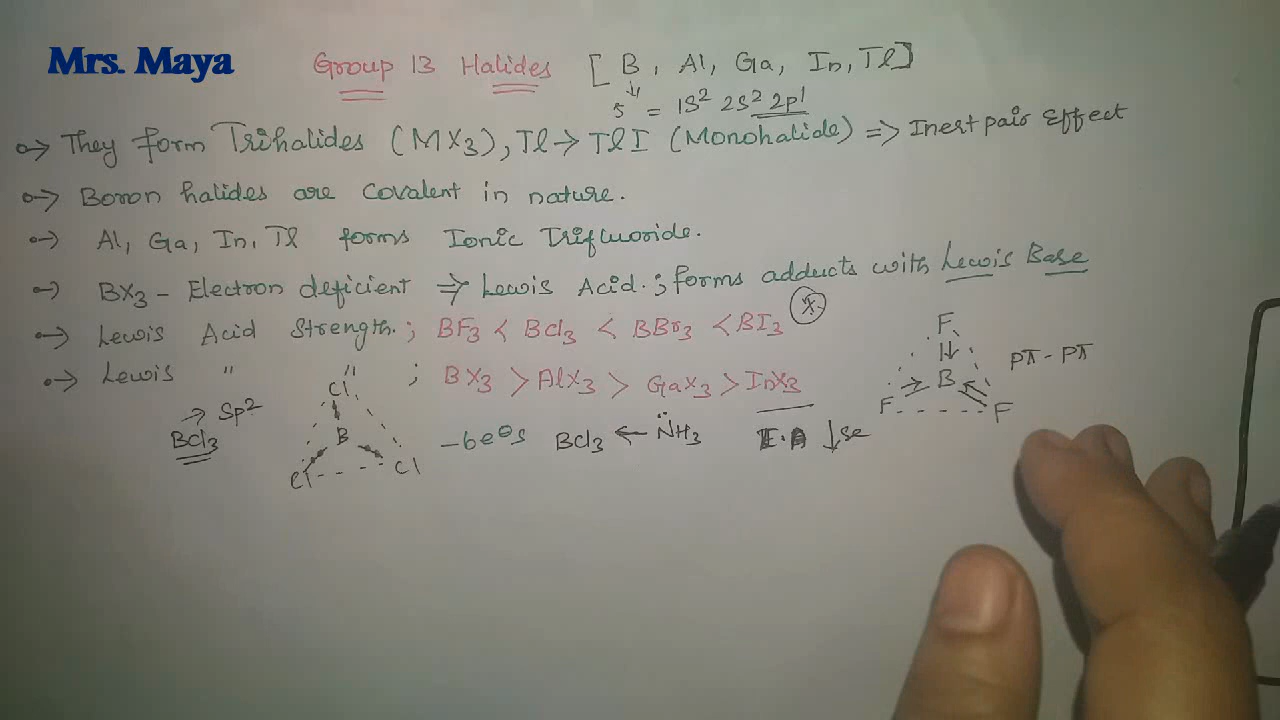 Mrs. Maya
Group 13 Halides [B, Al, Ga, In, Tl]
5 = 1S² 2S² 2p¹
They form Trihalides (MX₃), Tl → TlI (Monohalide) ⇒ Inert pair Effect
Boron halides are Covalent in nature.
Al, Ga, In, Tl forms Ionic Trifluoride.
BX₃ - Electron deficient ⇒ Lewis Acid.; forms adducts with Lewis Base
Lewis Acid Strength. ; BF₃ < BCl₃ < BBr₃ < BI₃
Lewis " " ; BX₃ > AlX₃ > GaX₃ > InX₃
BCl₃ → Sp²
Cl
B
Cl Cl
-6e⊖s BCl₃ ← N̈H₃
↓se
F
B
F F
Pπ - Pπ